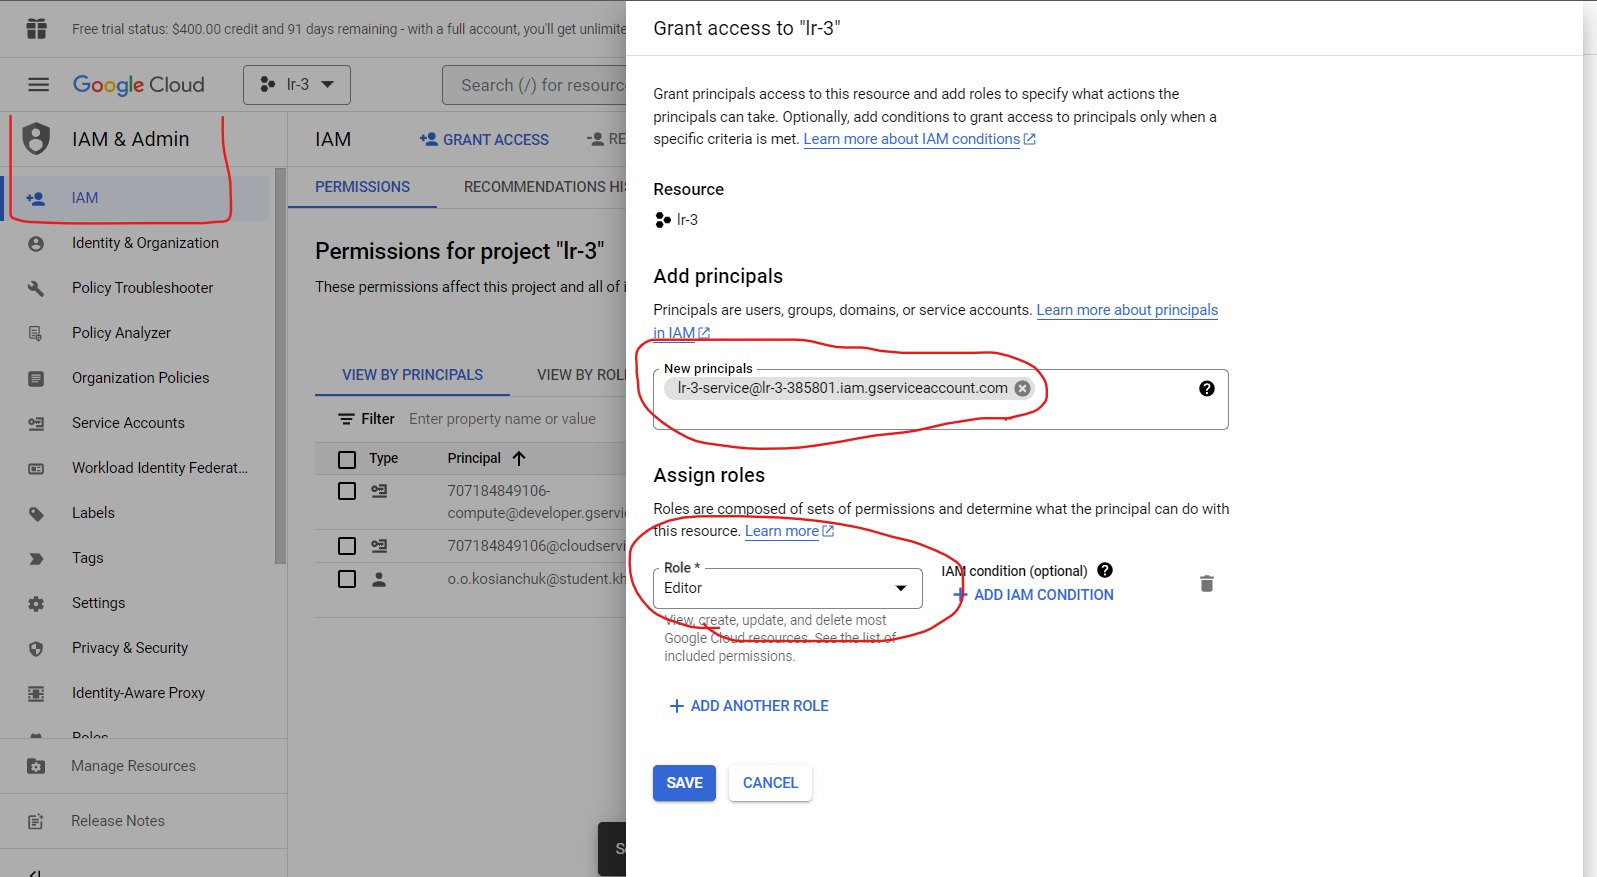 Free trial status: $400.00 credit and 91 days remaining - with a full account, you'll get unlimite
Google Cloud
lr-3
Search (/) for resourc
IAM & Admin
IAM
Identity & Organization
Policy Troubleshooter
Policy Analyzer
Organization Policies
Service Accounts
Workload Identity Federat...
Labels
Tags
Settings
Privacy & Security
Identity-Aware Proxy
Roles
Manage Resources
Release Notes
IAM
GRANT ACCESS
RE
PERMISSIONS
RECOMMENDATIONS HI
Permissions for project "lr-3"
These permissions affect this project and all of i
VIEW BY PRINCIPALS
VIEW BY ROL
Filter Enter property name or value
Type Principal
707184849106-
compute@developer.gservi
707184849106@cloudservi
o.o.kosianchuk@student.kh
Grant access to "lr-3"
Grant principals access to this resource and add roles to specify what actions the
principals can take. Optionally, add conditions to grant access to principals only when a
specific criteria is met. Learn more about IAM conditions
Resource
lr-3
Add principals
Principals are users, groups, domains, or service accounts. Learn more about principals
in IAM
New principals
lr-3-service@lr-3-385801.iam.gserviceaccount.com
Assign roles
Roles are composed of sets of permissions and determine what the principal can do with
this resource. Learn more
Role *
Editor
IAM condition (optional)
ADD IAM CONDITION
View, create, update, and delete most
Google Cloud resources. See the list of
included permissions.
ADD ANOTHER ROLE
SAVE
CANCEL